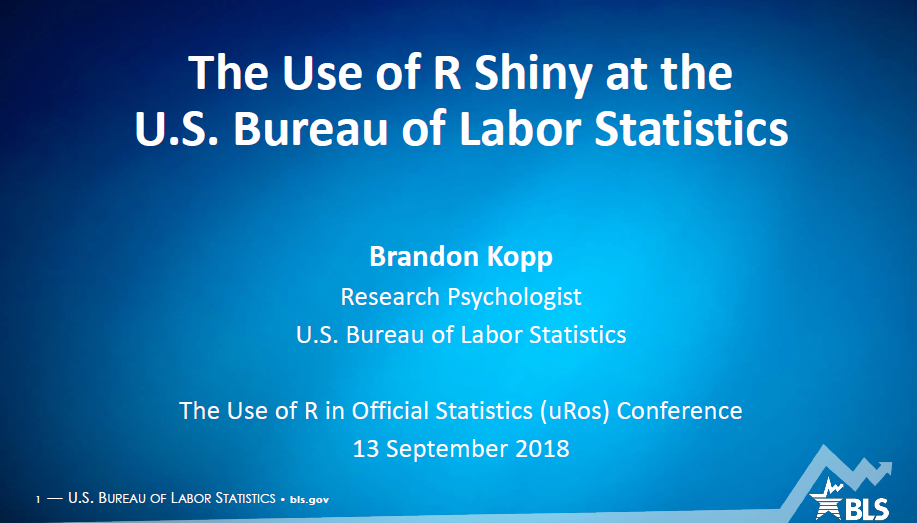 The Use of R Shiny at the
U.S. Bureau of Labor Statistics
Brandon Kopp
Research Psychologist
U.S. Bureau of Labor Statistics
The Use of R in Official Statistics (uRos) Conference
13 September 2018
1 — U.S. BUREAU OF LABOR STATISTICS • bls.gov
BLS